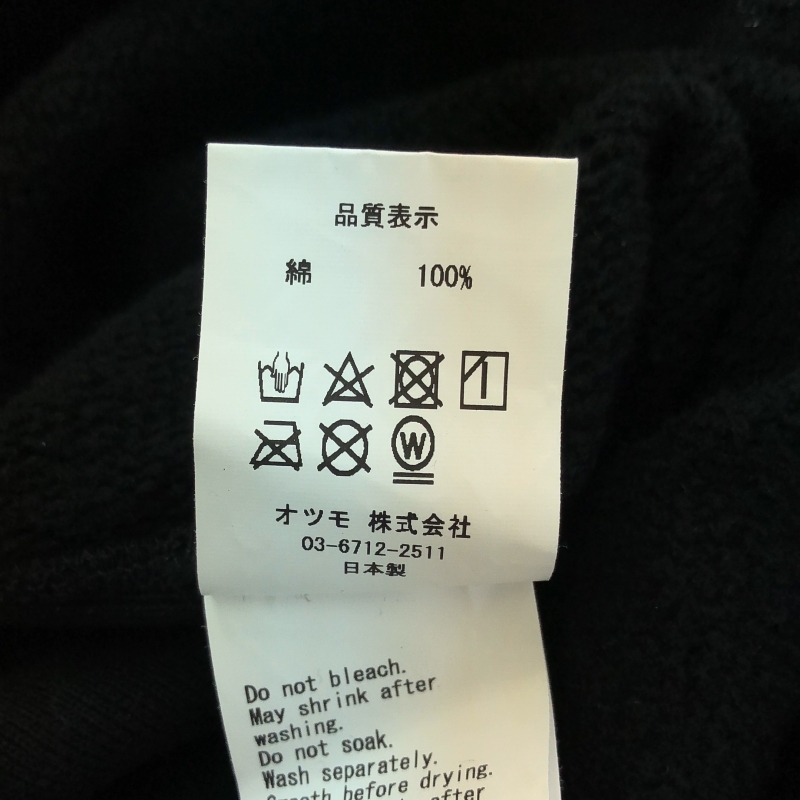 品質表示
綿 100%
W
オツモ 株式会社
03-6712-2511
日本製
Do not bleach.
May shrink after
washing.
Do not soak.
Wash separately.
Smooth before drying.
after